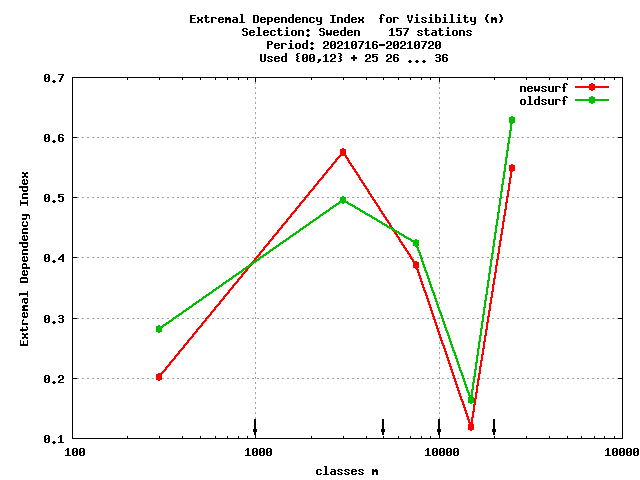 Extremal Dependency Index  for Visibility (m)
Selection: Sweden    157 stations
Period: 20210716-20210720
Used {00,12} + 25 26 ... 36
newsurf
oldsurf
0.7
0.6
0.5
0.4
0.3
0.2
0.1
Extremal Dependency Index
100
1000
10000
10000
classes m